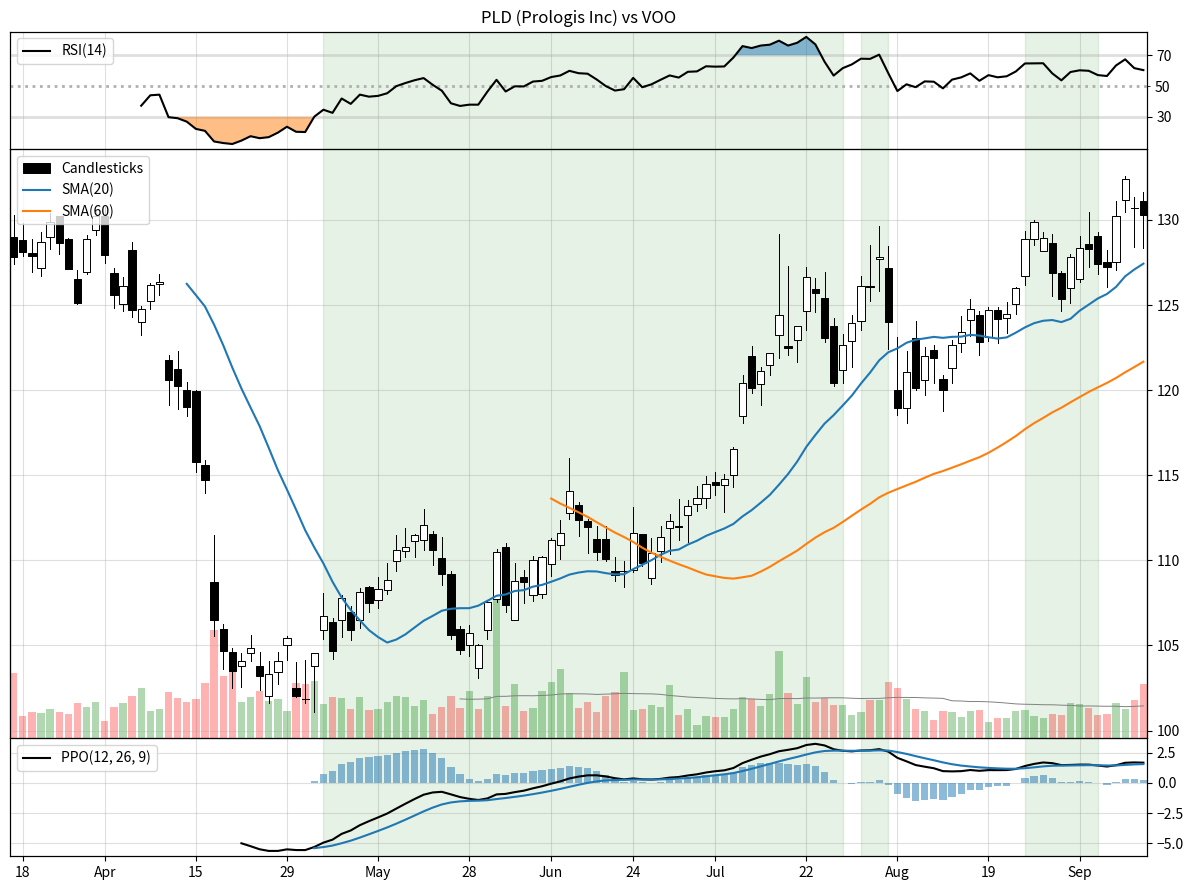 PLD (Prologis Inc) vs VOO
RSI(14)
70
50
30
Candlesticks
SMA(20)
SMA(60)
130
125
120
115
110
105
100
PPO(12, 26, 9)
2.5
0.0
−2.5
−5.0
18 Apr 15 29 May 28 Jun 24 Jul 22 Aug 19 Sep